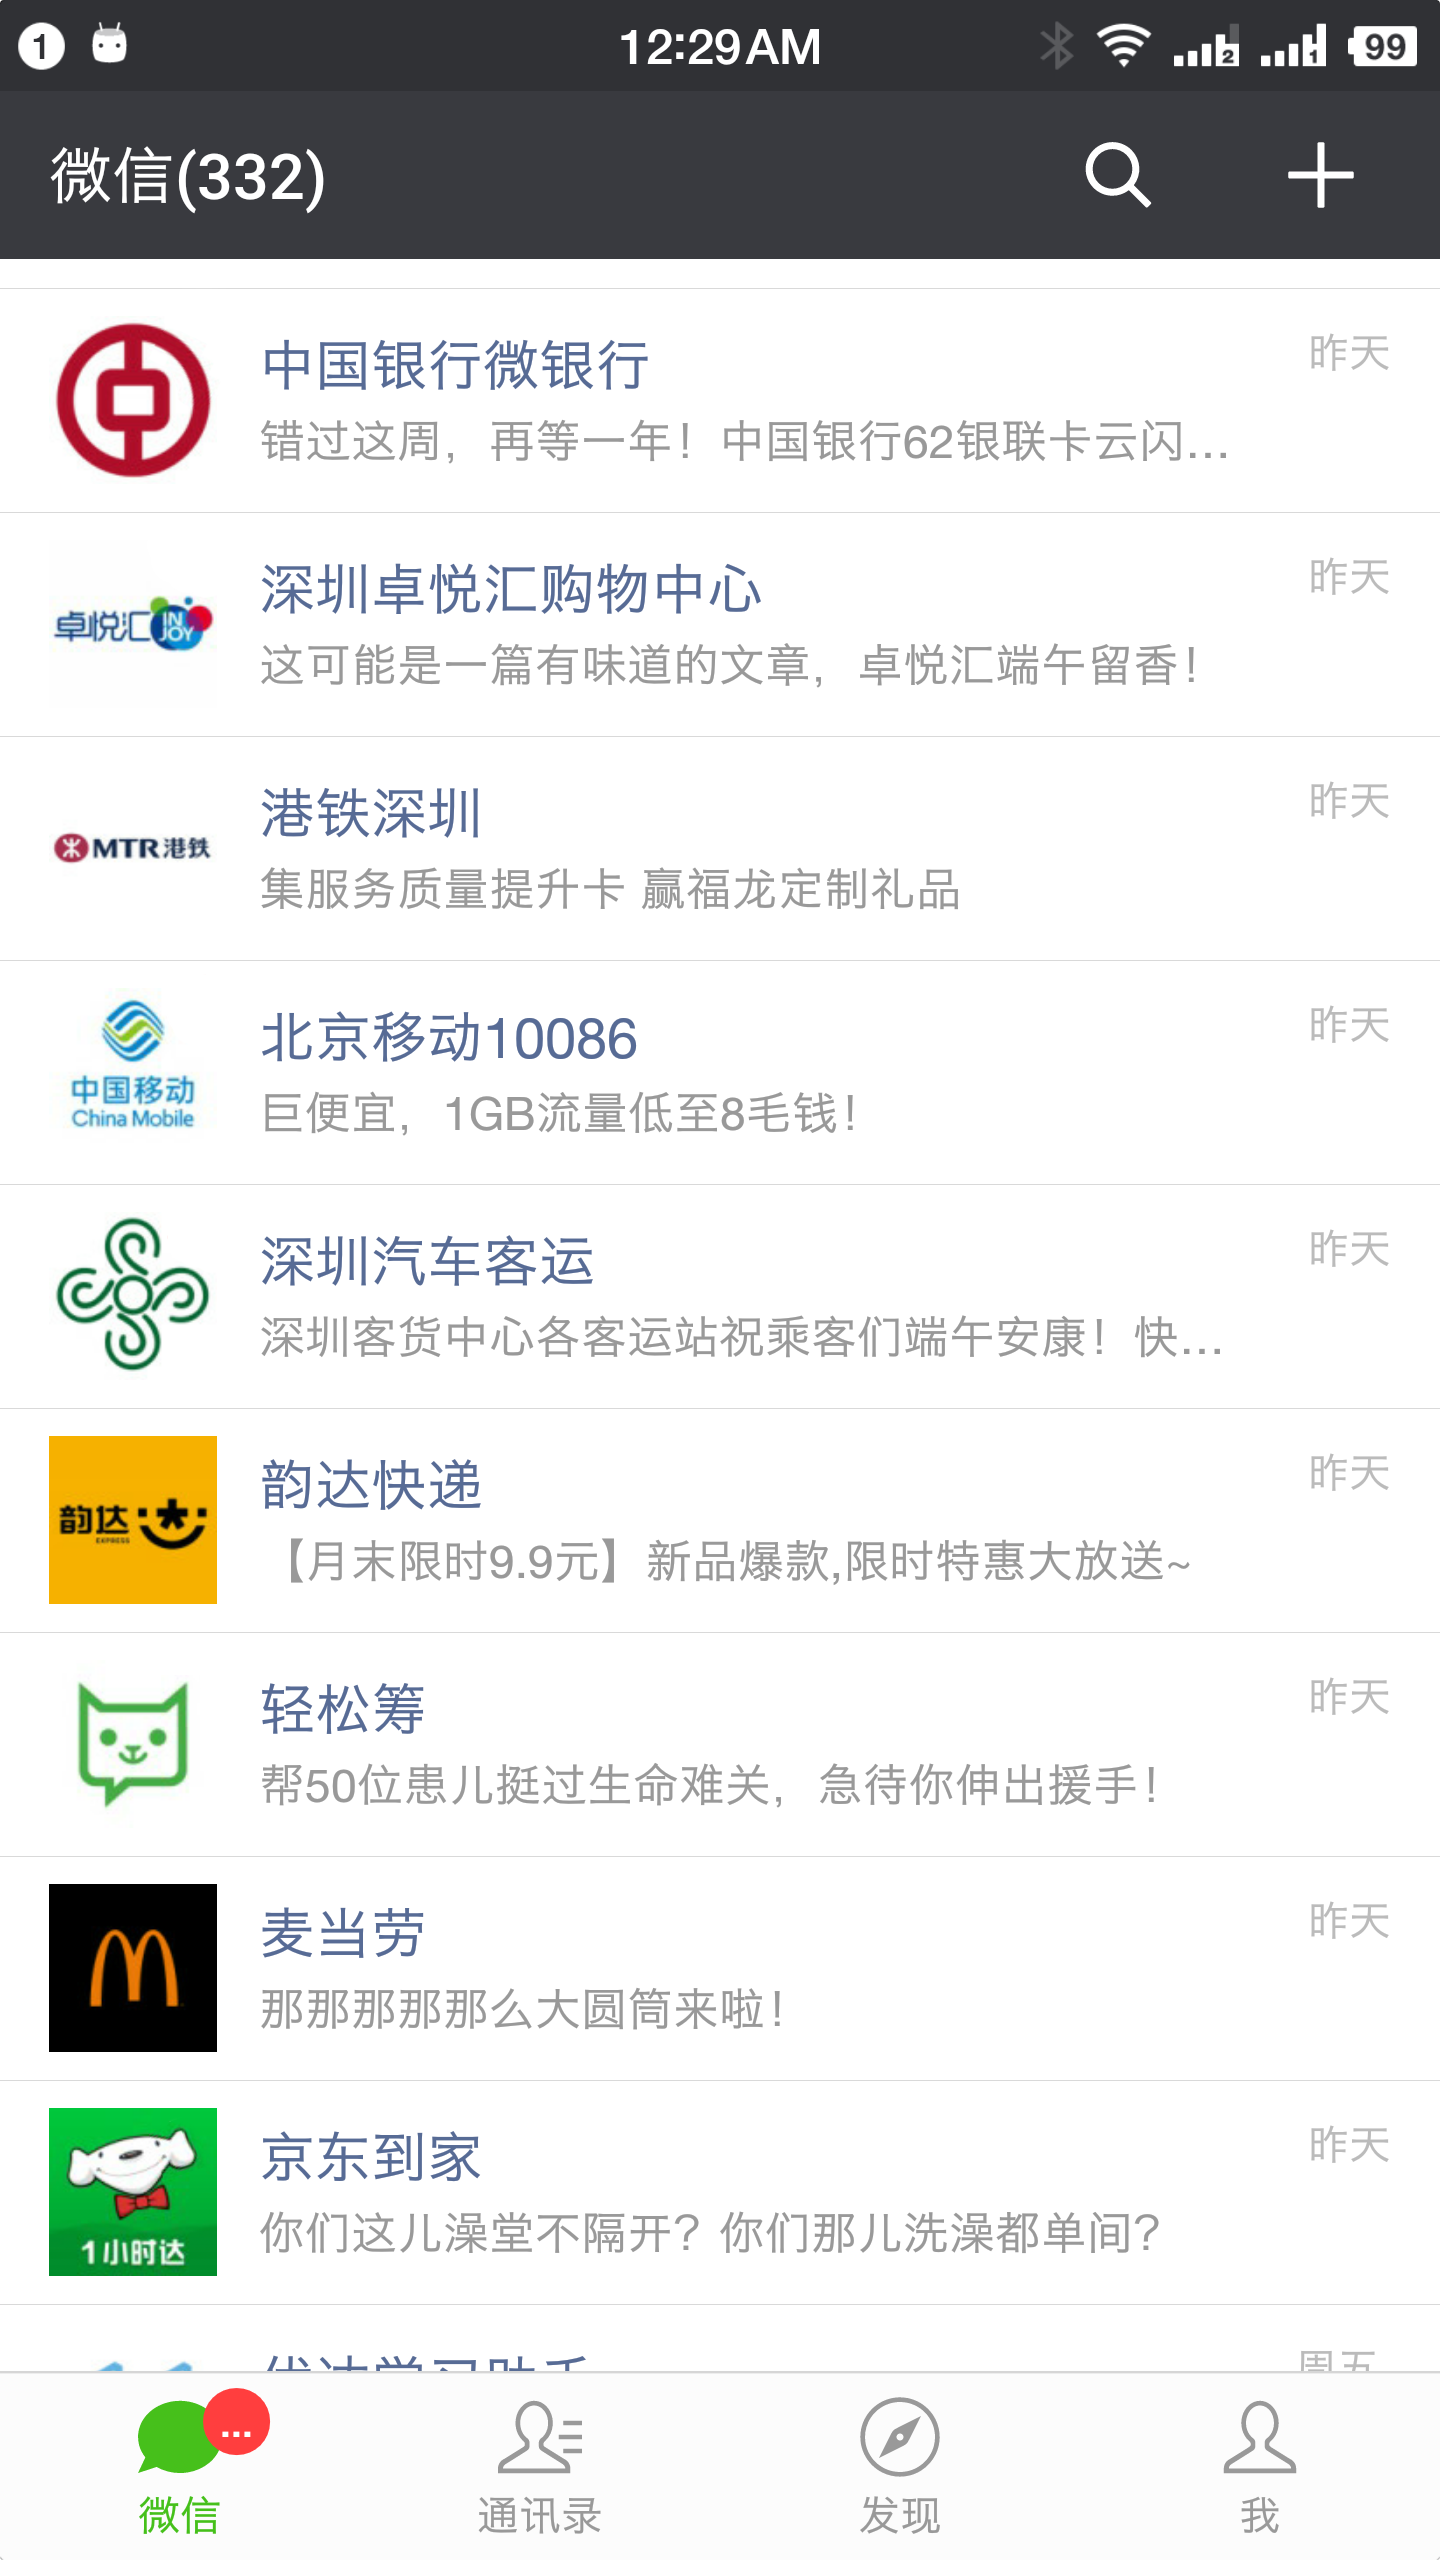 1
12:29AM
2
1
99
微信(332)
中国银行微银行
昨天
错过这周，再等一年！中国银行62银联卡云闪...
卓悦汇 IN JOY
深圳卓悦汇购物中心
昨天
这可能是一篇有味道的文章，卓悦汇端午留香！
MTR 港铁
港铁深圳
昨天
集服务质量提升卡 赢福龙定制礼品
中国移动
China Mobile
北京移动10086
昨天
巨便宜，1GB流量低至8毛钱！
深圳汽车客运
昨天
深圳客货中心各客运站祝乘客们端午安康！快...
韵达
EXPRESS
韵达快递
昨天
【月末限时9.9元】新品爆款,限时特惠大放送~
轻松筹
昨天
帮50位患儿挺过生命难关，急待你伸出援手！
麦当劳
昨天
那那那那那么大圆筒来啦！
1小时达
京东到家
昨天
你们这儿澡堂不隔开？你们那儿洗澡都单间？
周五
...
微信
通讯录
发现
我